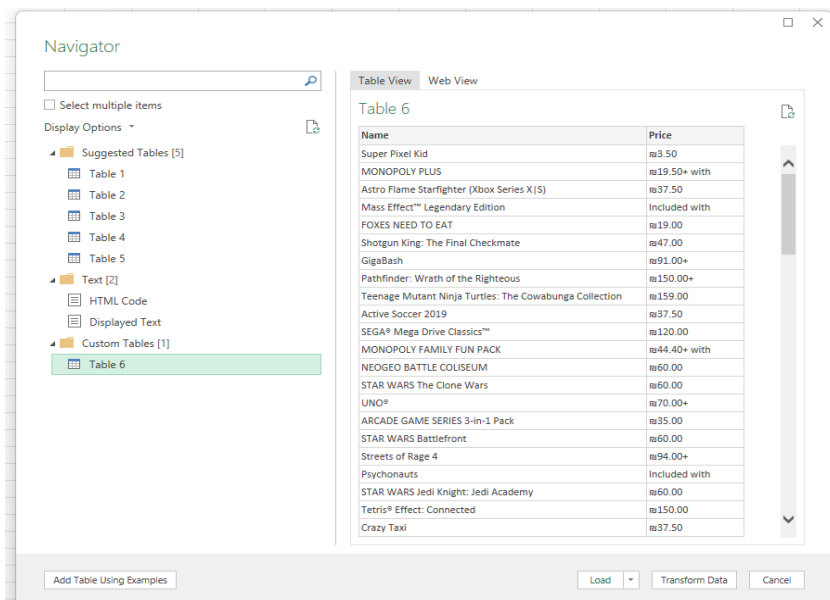 Navigator
Select multiple items
Display Options
Suggested Tables [5]
Table 1
Table 2
Table 3
Table 4
Table 5
Text [2]
HTML Code
Displayed Text
Custom Tables [1]
Table 6
Table View Web View
Table 6
Name Price
Super Pixel Kid ₪3.50
MONOPOLY PLUS ₪19.50+ with
Astro Flame Starfighter (Xbox Series X|S) ₪37.50
Mass Effect™ Legendary Edition Included with
FOXES NEED TO EAT ₪19.00
Shotgun King: The Final Checkmate ₪47.00
GigaBash ₪91.00+
Pathfinder: Wrath of the Righteous ₪150.00+
Teenage Mutant Ninja Turtles: The Cowabunga Collection ₪159.00
Active Soccer 2019 ₪37.50
SEGA® Mega Drive Classics™ ₪120.00
MONOPOLY FAMILY FUN PACK ₪44.40+ with
NEOGEO BATTLE COLISEUM ₪60.00
STAR WARS The Clone Wars ₪60.00
UNO® ₪70.00+
ARCADE GAME SERIES 3-in-1 Pack ₪35.00
STAR WARS Battlefront ₪60.00
Streets of Rage 4 ₪94.00+
Psychonauts Included with
STAR WARS Jedi Knight: Jedi Academy ₪60.00
Tetris® Effect: Connected ₪150.00
Crazy Taxi ₪37.50
Add Table Using Examples Load Transform Data Cancel